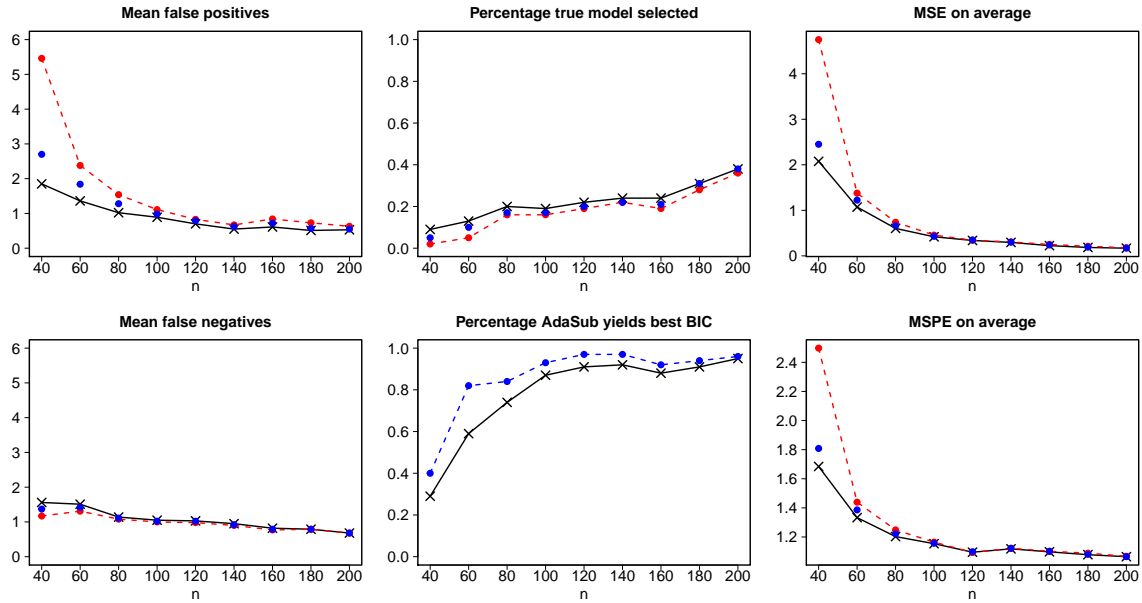 Mean false positives
6
5
4
3
2
1
0
40 60 80 100 120 140 160 180 200
n
Percentage true model selected
1.0
0.8
0.6
0.4
0.2
0.0
40 60 80 100 120 140 160 180 200
n
MSE on average
4
3
2
1
0
40 60 80 100 120 140 160 180 200
n
Mean false negatives
6
5
4
3
2
1
0
40 60 80 100 120 140 160 180 200
n
Percentage AdaSub yields best BIC
1.0
0.8
0.6
0.4
0.2
0.0
40 60 80 100 120 140 160 180 200
n
MSPE on average
2.4
2.2
2.0
1.8
1.6
1.4
1.2
40 60 80 100 120 140 160 180 200
n